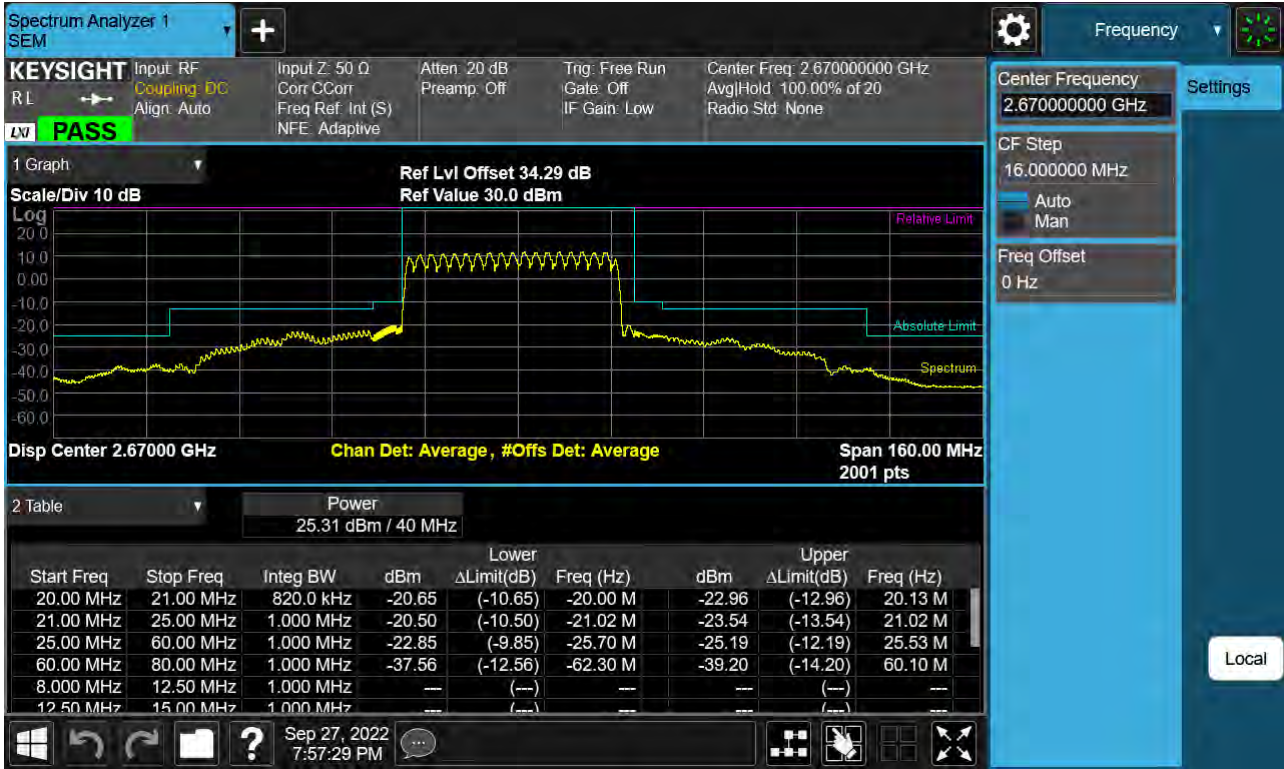 Spectrum Analyzer 1
SEM
+
Frequency
KEYSIGHT
RL
LXI
PASS
Input: RF
Coupling: DC
Align: Auto
Input Z: 50 Ω
Corr CCorr
Freq Ref: Int (S)
NFE: Adaptive
Atten: 20 dB
Preamp: Off
Trig: Free Run
Gate: Off
IF Gain: Low
Center Freq: 2.670000000 GHz
Avg|Hold: 100.00% of 20
Radio Std: None
Center Frequency
2.670000000 GHz
Settings
CF Step
16.000000 MHz
Auto
Man
Freq Offset
0 Hz
Local
1 Graph
Scale/Div 10 dB
Ref Lvl Offset 34.29 dB
Ref Value 30.0 dBm
Log
20.0
10.0
0.00
-10.0
-20.0
-30.0
-40.0
-50.0
-60.0
Relative Limit
Absolute Limit
Spectrum
Disp Center 2.67000 GHz
Chan Det: Average, #Offs Det: Average
Span 160.00 MHz
2001 pts
2 Table
Power
25.31 dBm / 40 MHz
Lower Upper
Start Freq Stop Freq Integ BW dBm ΔLimit(dB) Freq (Hz) dBm ΔLimit(dB) Freq (Hz)
20.00 MHz 21.00 MHz 820.0 kHz -20.65 (-10.65) -20.00 M -22.96 (-12.96) 20.13 M
21.00 MHz 25.00 MHz 1.000 MHz -20.50 (-10.50) -21.02 M -23.54 (-13.54) 21.02 M
25.00 MHz 60.00 MHz 1.000 MHz -22.85 (-9.85) -25.70 M -25.19 (-12.19) 25.53 M
60.00 MHz 80.00 MHz 1.000 MHz -37.56 (-12.56) -62.30 M -39.20 (-14.20) 60.10 M
8.000 MHz 12.50 MHz 1.000 MHz --- (---) --- --- (---) ---
12.50 MHz 15.00 MHz 1.000 MHz --- (---) --- --- (---) ---
?
Sep 27, 2022
7:57:29 PM